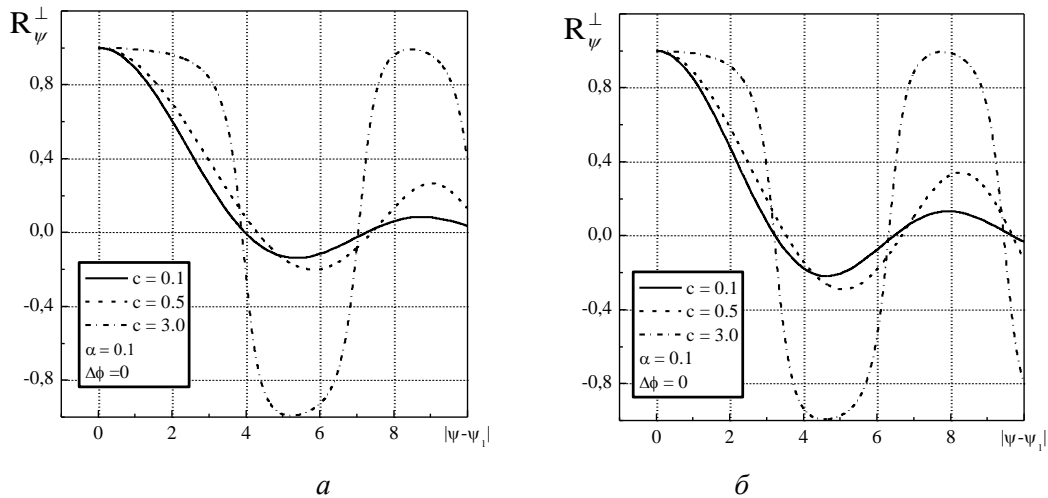 R_ψ^⊥
0,8
0,4
0,0
-0,4
-0,8
c = 0.1
c = 0.5
c = 3.0
α = 0.1
Δϕ =0
0 2 4 6 8 |ψ-ψ₁|
а
R_ψ^⊥
0,8
0,4
0,0
-0,4
-0,8
c = 0.1
c = 0.5
c = 3.0
α = 0.1
Δϕ =0
0 2 4 6 8 |ψ-ψ₁|
б